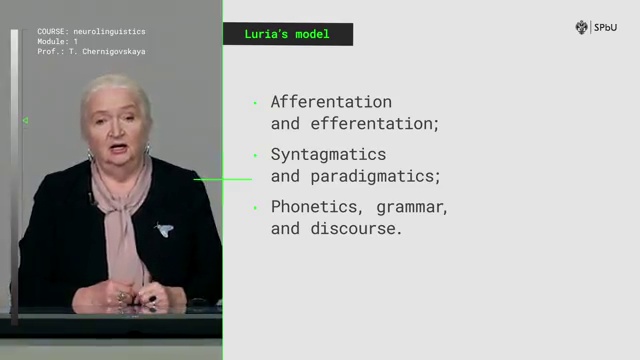 COURSE: neurolinguistics
Module: 1
Prof.: T. Chernigovskaya
Luria's model
SPbU
Afferentation
and efferentation;
Syntagmatics
and paradigmatics;
Phonetics, grammar,
and discourse.